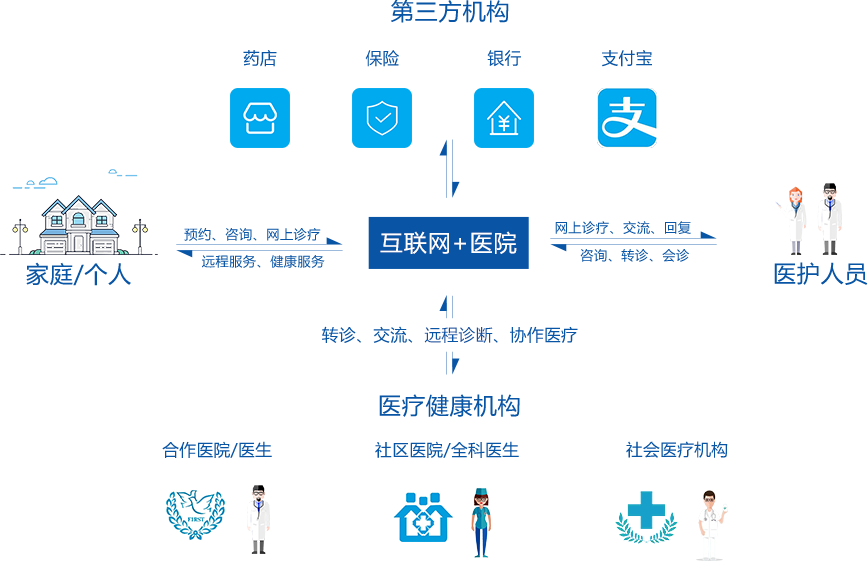 第三方机构
药店
保险
银行
支付宝
支
预约、咨询、网上诊疗
远程服务、健康服务
互联网+医院
网上诊疗、交流、回复
咨询、转诊、会诊
家庭/个人
医护人员
转诊、交流、远程诊断、协作医疗
医疗健康机构
合作医院/医生
社区医院/全科医生
社会医疗机构
FIRST